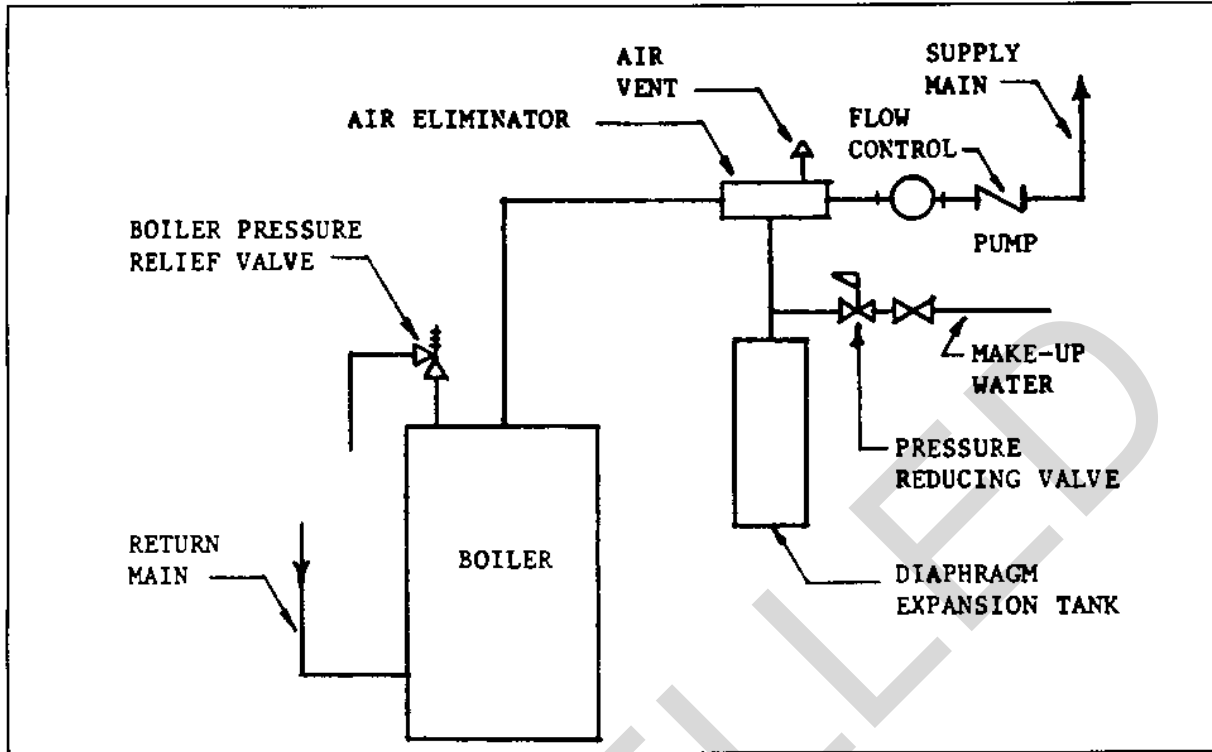 AIR
VENT
SUPPLY
MAIN
AIR ELIMINATOR
FLOW
CONTROL
BOILER PRESSURE
RELIEF VALVE
PUMP
MAKE-UP
WATER
PRESSURE
REDUCING VALVE
RETURN
MAIN
BOILER
DIAPHRAGM
EXPANSION TANK
LLED